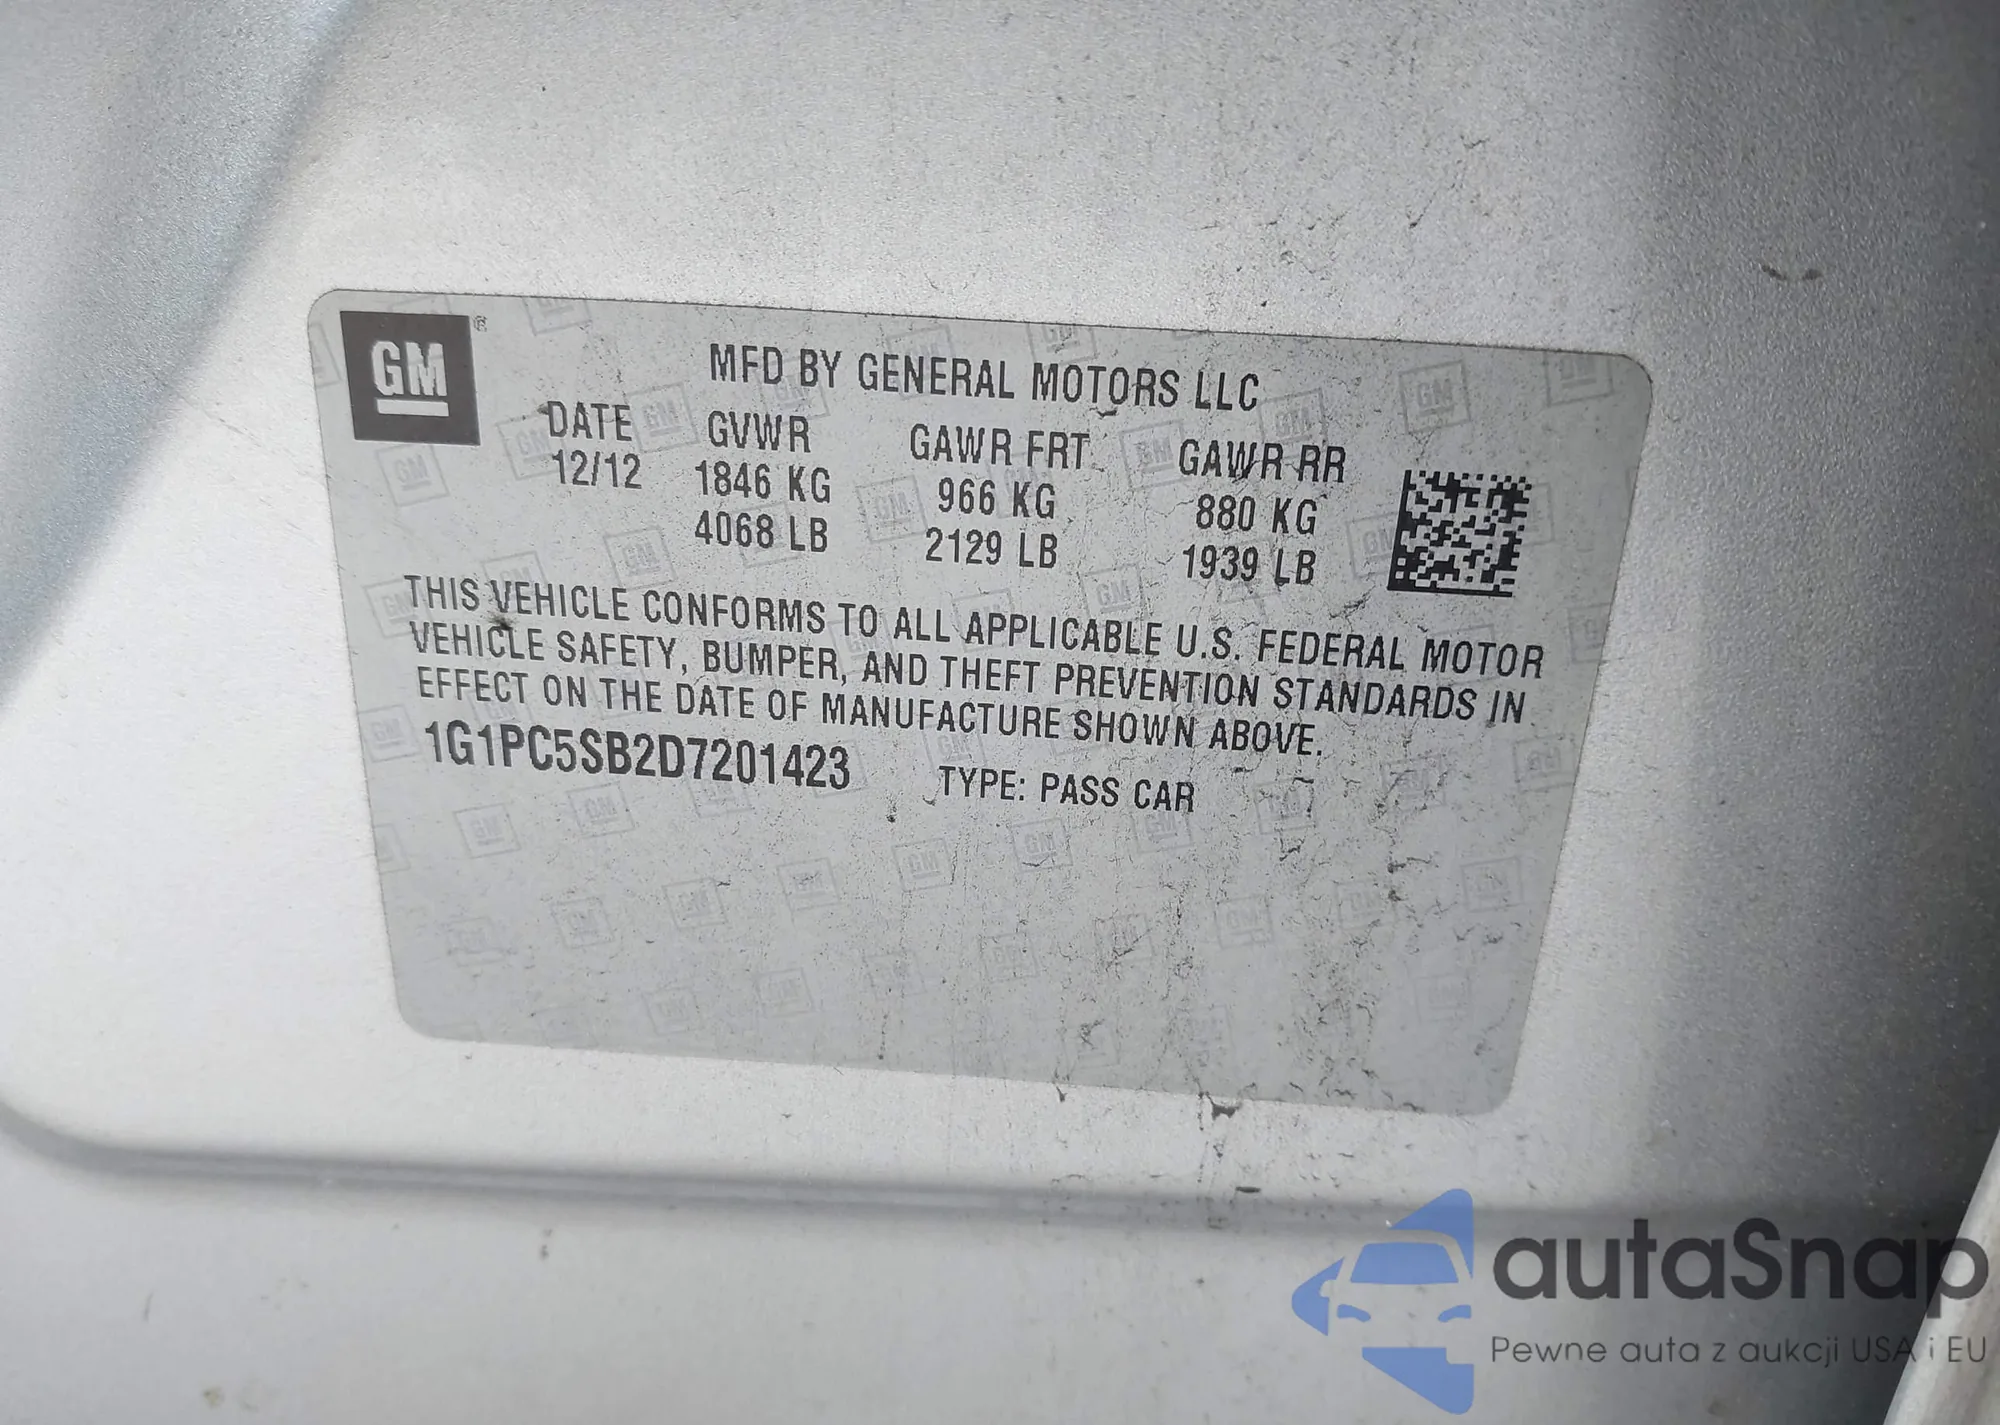 GM
MFD BY GENERAL MOTORS LLC
DATE GVWR GAWR FRT GAWR RR
12/12 1846 KG 966 KG 880 KG
4068 LB 2129 LB 1939 LB
THIS VEHICLE CONFORMS TO ALL APPLICABLE U.S. FEDERAL MOTOR
VEHICLE SAFETY, BUMPER, AND THEFT PREVENTION STANDARDS IN
EFFECT ON THE DATE OF MANUFACTURE SHOWN ABOVE.
1G1PC5SB2D7201423 TYPE: PASS CAR
autaSnap
Pewne auta z aukcji USA i EU